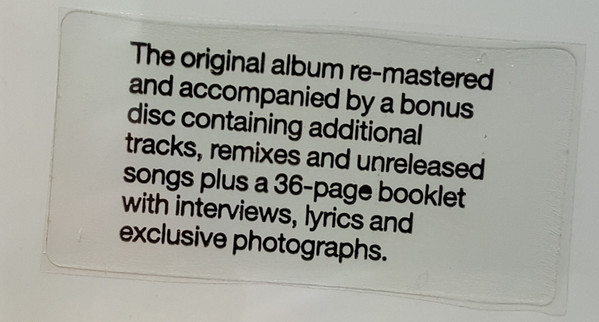 The original album re-mastered
and accompanied by a bonus
disc containing additional
tracks, remixes and unreleased
songs plus a 36-page booklet
with interviews, lyrics and
exclusive photographs.